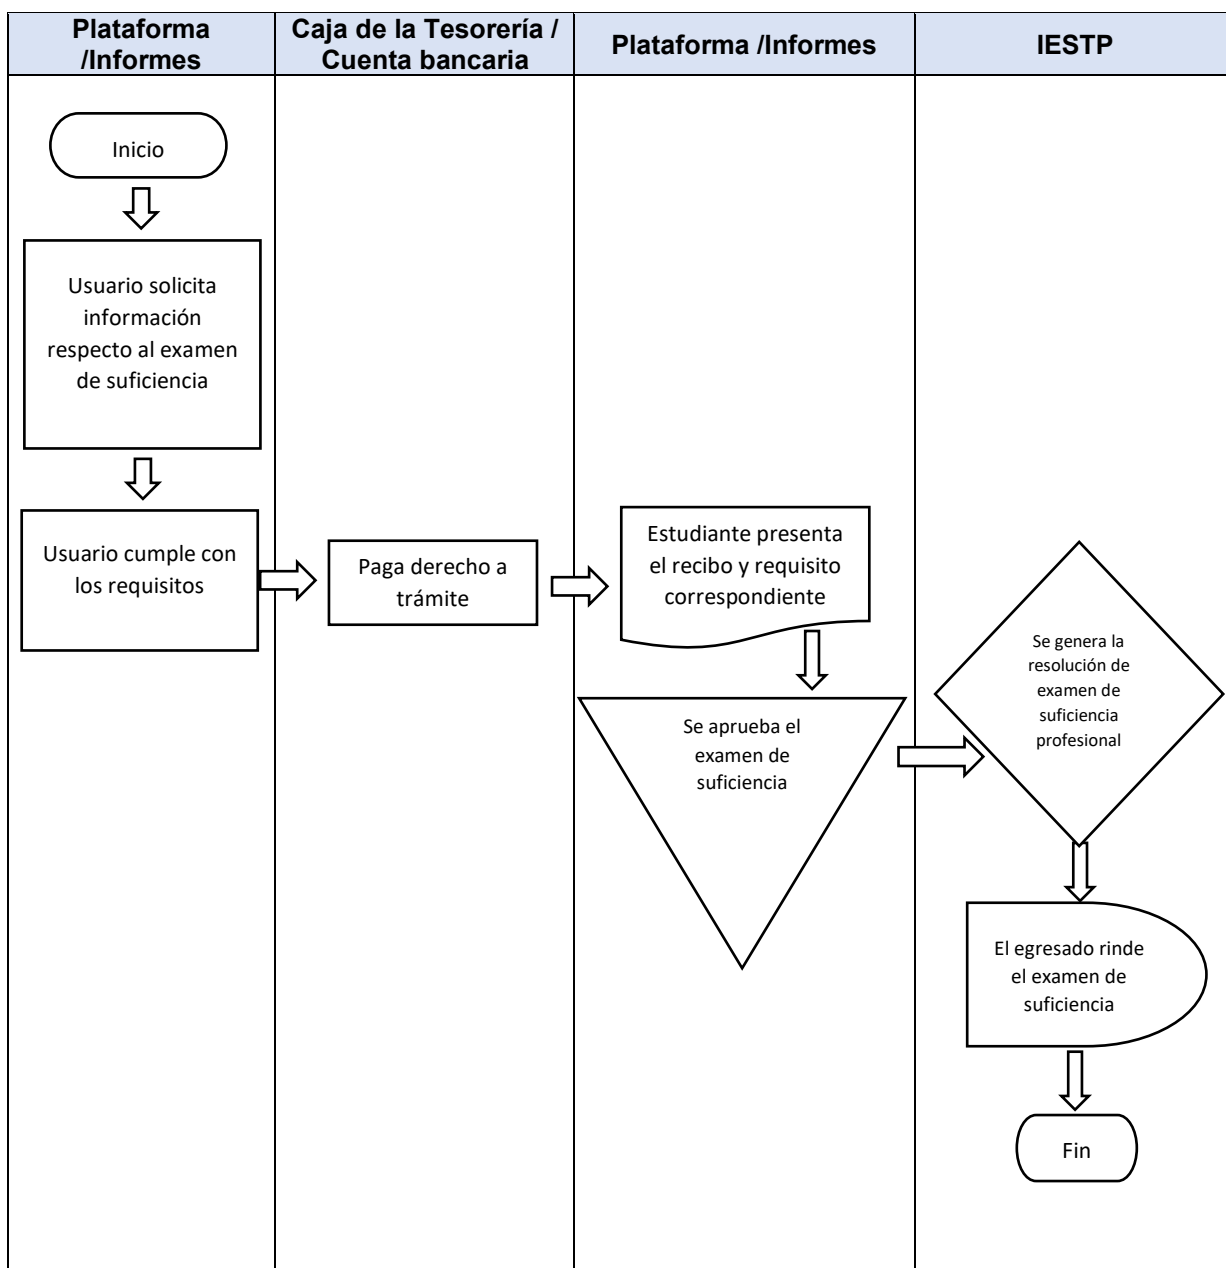 Plataforma
/Informes
Caja de la Tesorería /
Cuenta bancaria
Plataforma /Informes
IESTP
Inicio
Usuario solicita
información
respecto al examen
de suficiencia
Usuario cumple con
los requisitos
Paga derecho a
trámite
Estudiante presenta
el recibo y requisito
correspondiente
Se aprueba el
examen de
suficiencia
Se genera la
resolución de
examen de
suficiencia
profesional
El egresado rinde
el examen de
suficiencia
Fin